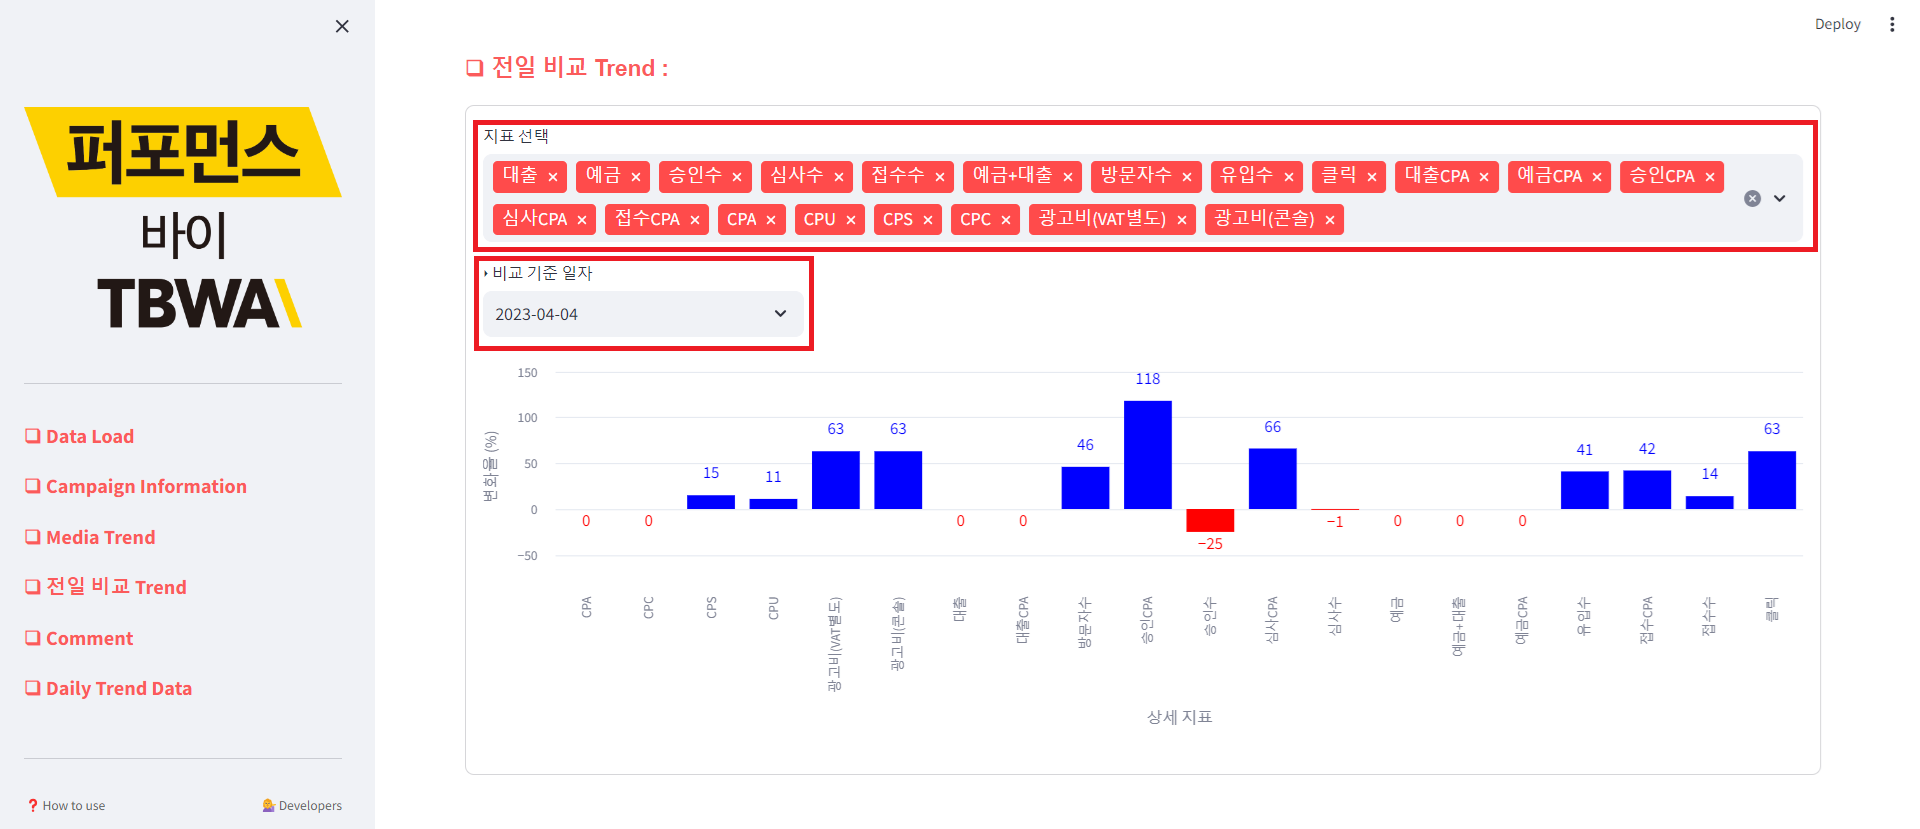 퍼포먼스
바이
TBWA\
❏ Data Load
❏ Campaign Information
❏ Media Trend
❏ 전일 비교 Trend
❏ Comment
❏ Daily Trend Data
❓ How to use
💁 Developers
Deploy
❏ 전일 비교 Trend :
지표 선택
대출 × 예금 × 승인수 × 심사수 × 접수수 × 예금+대출 × 방문자수 × 유입수 × 클릭 × 대출CPA × 예금CPA × 승인CPA ×
심사CPA × 접수CPA × CPA × CPU × CPS × CPC × 광고비(VAT별도) × 광고비(콘솔) ×
‣ 비교 기준 일자
2023-04-04
변화율 (%)
150
100
50
0
−50
0 0 15 11 63 63 0 0 46 118 −25 66 −1 0 0 0 41 42 14 63
CPA
CPC
CPS
CPU
광고비(VAT별도)
광고비(콘솔)
대출
대출CPA
방문자수
승인CPA
승인수
심사CPA
심사수
예금
예금+대출
예금CPA
유입수
접수CPA
접수수
클릭
상세 지표